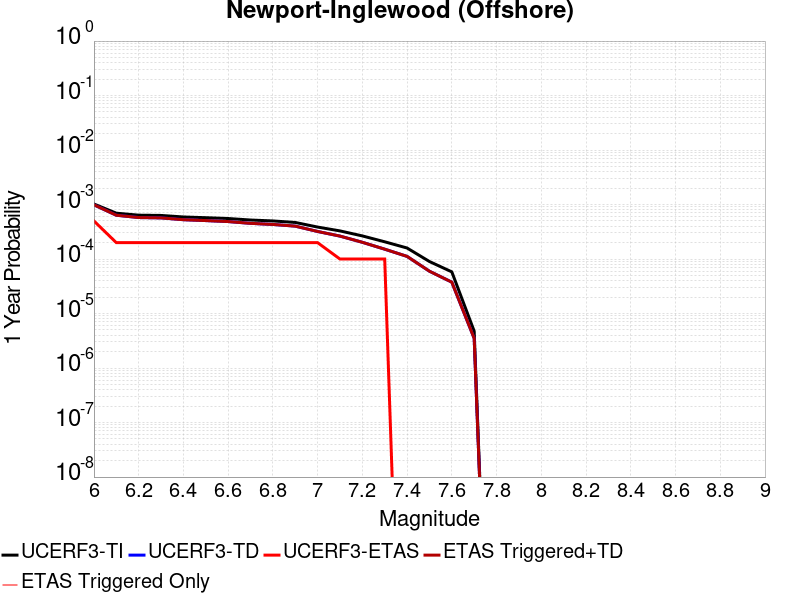 Newport-Inglewood (Offshore)
10^0
10^-1
10^-2
10^-3
10^-4
10^-5
10^-6
10^-7
10^-8
1 Year Probability
6 6.2 6.4 6.6 6.8 7 7.2 7.4 7.6 7.8 8 8.2 8.4 8.6 8.8 9
Magnitude
UCERF3-TI UCERF3-TD UCERF3-ETAS ETAS Triggered+TD
ETAS Triggered Only